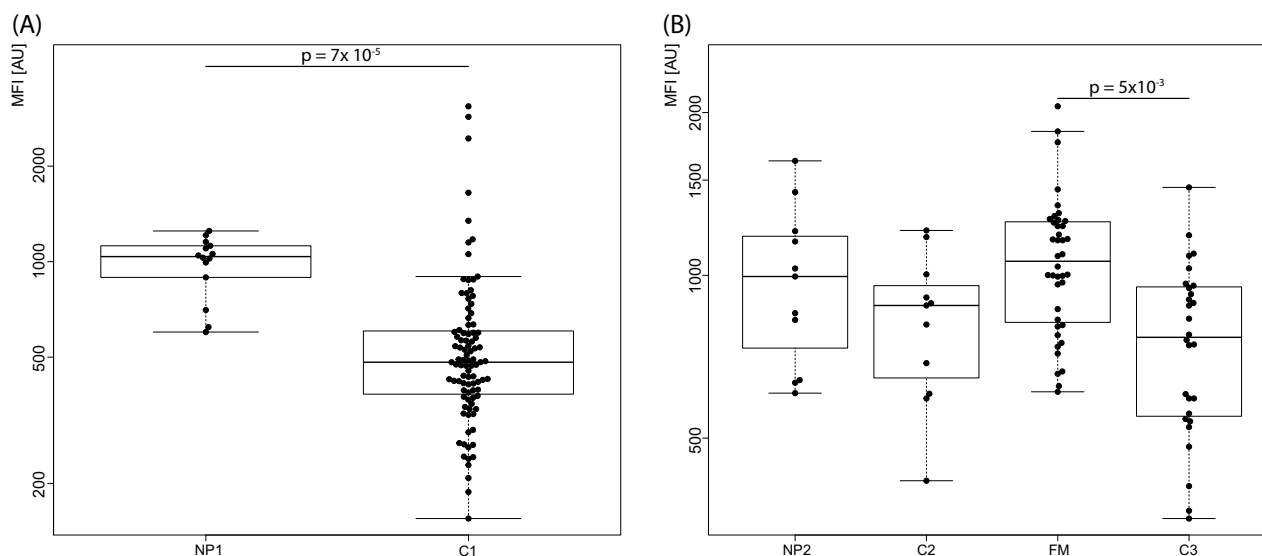 (A)
MFI [AU]
p = 7x 10⁻⁵
2000
1000
500
200
NP1 C1
(B)
MFI [AU]
p = 5x10⁻³
2000
1500
1000
500
NP2 C2 FM C3